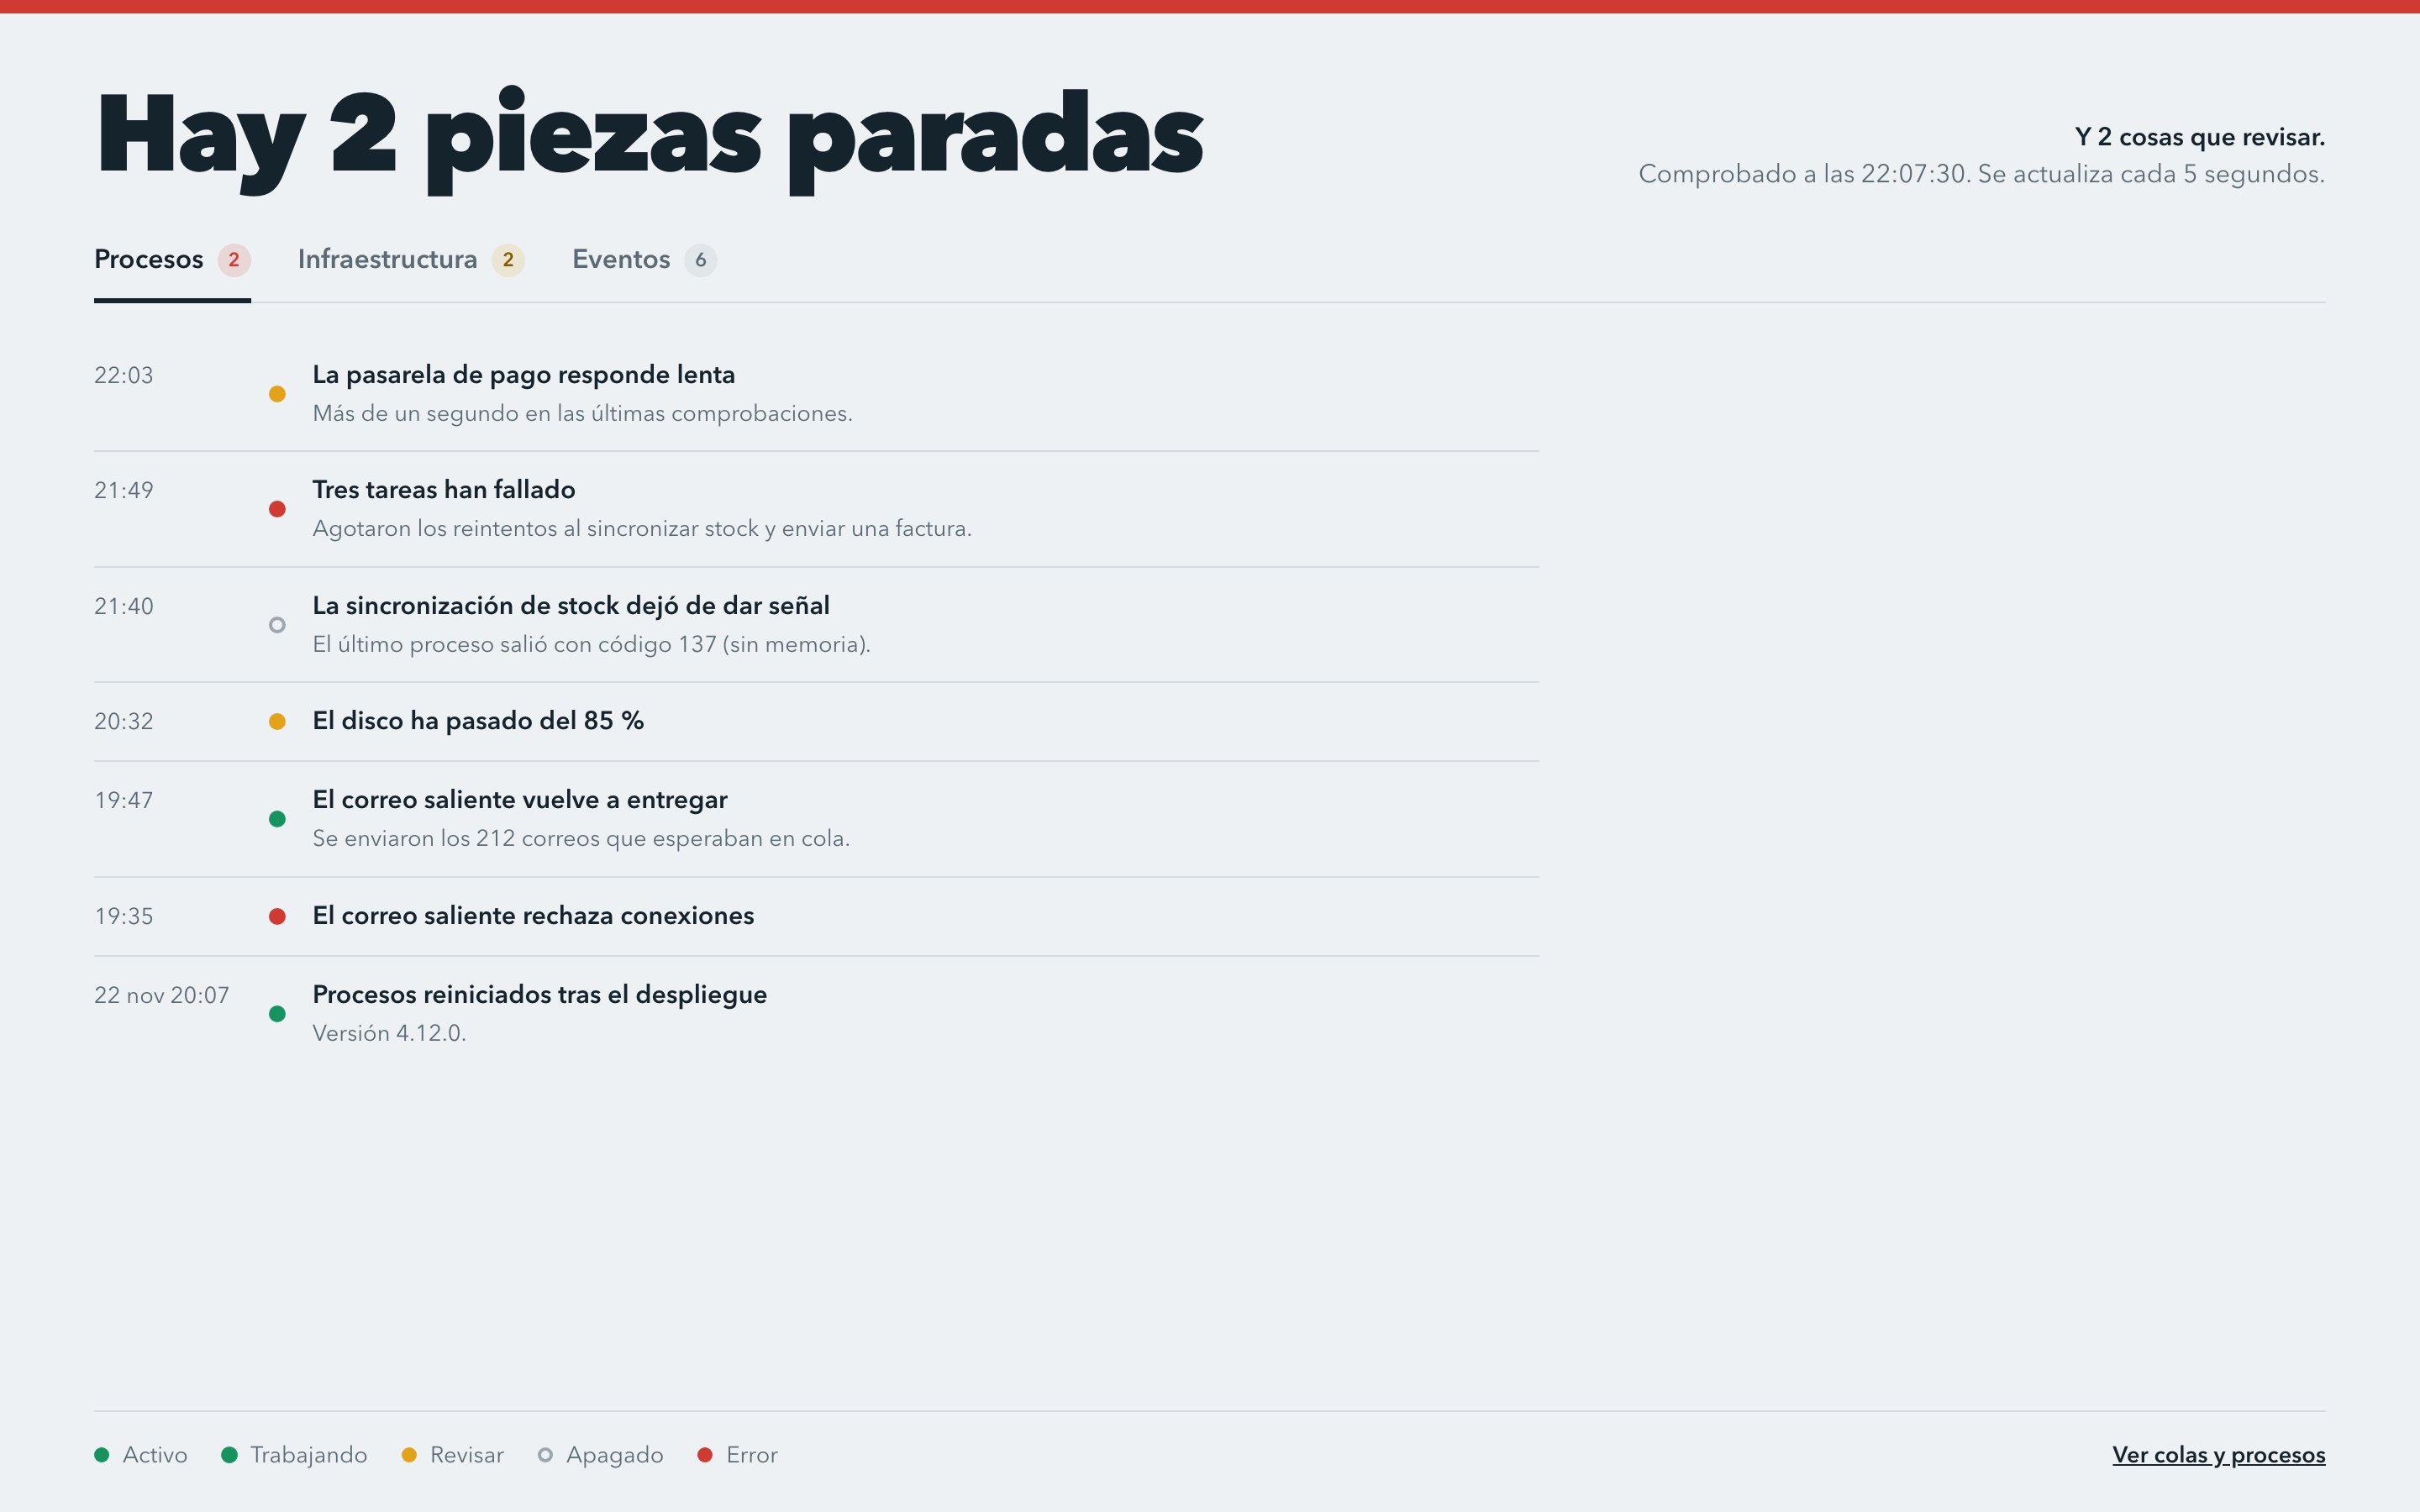 Hay 2 piezas paradas
Y 2 cosas que revisar.
Comprobado a las 22:07:30. Se actualiza cada 5 segundos.
Procesos 2
Infraestructura 2
Eventos 6
22:03
La pasarela de pago responde lenta
Más de un segundo en las últimas comprobaciones.
21:49
Tres tareas han fallado
Agotaron los reintentos al sincronizar stock y enviar una factura.
21:40
La sincronización de stock dejó de dar señal
El último proceso salió con código 137 (sin memoria).
20:32
El disco ha pasado del 85 %
19:47
El correo saliente vuelve a entregar
Se enviaron los 212 correos que esperaban en cola.
19:35
El correo saliente rechaza conexiones
22 nov 20:07
Procesos reiniciados tras el despliegue
Versión 4.12.0.
Activo
Trabajando
Revisar
Apagado
Error
Ver colas y procesos